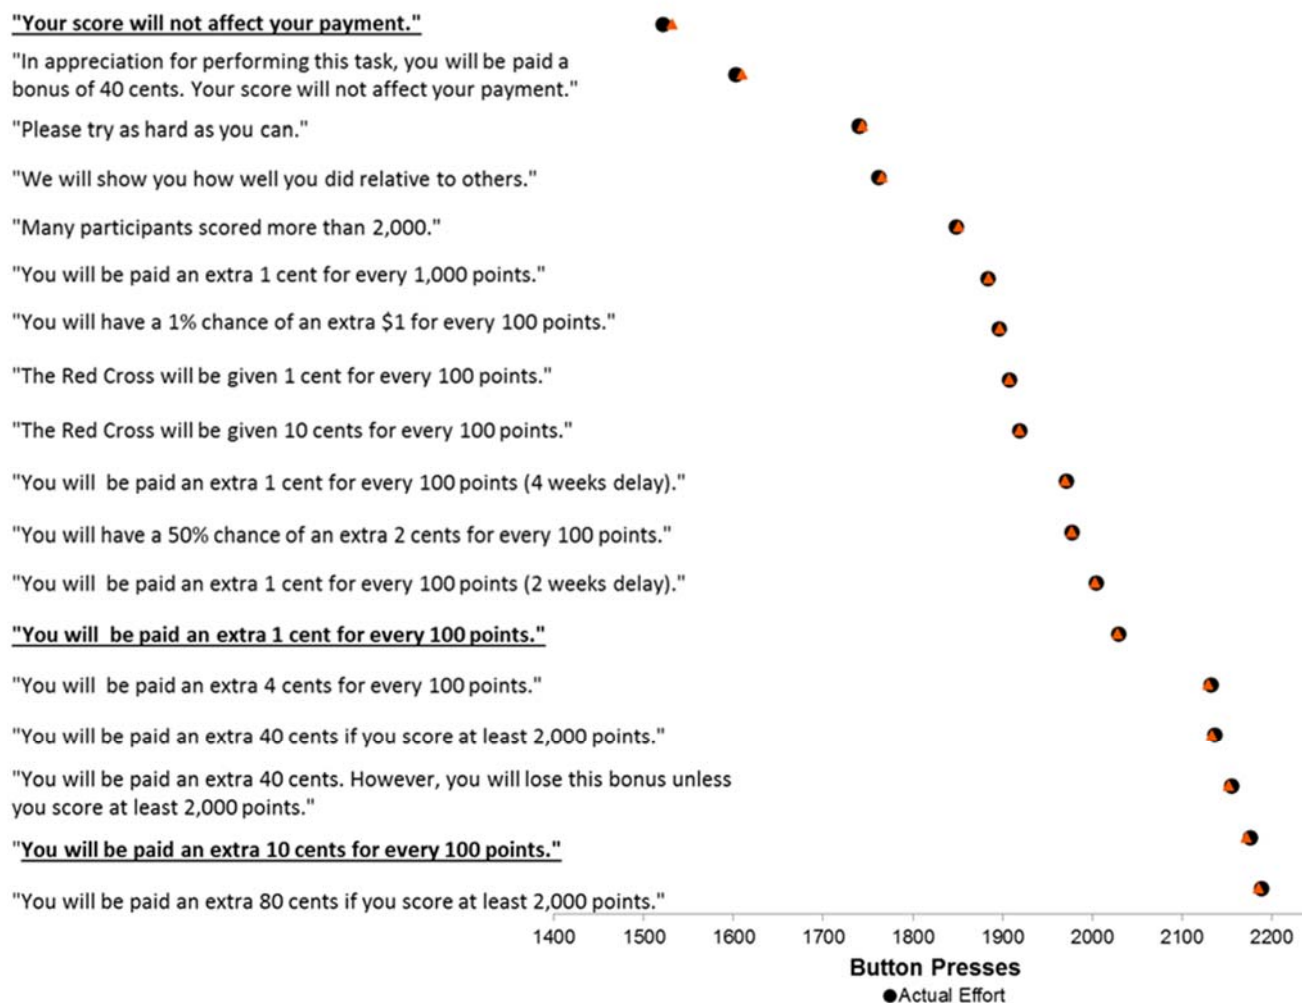 "Your score will not affect your payment."
"In appreciation for performing this task, you will be paid a
bonus of 40 cents. Your score will not affect your payment."
"Please try as hard as you can."
"We will show you how well you did relative to others."
"Many participants scored more than 2,000."
"You will be paid an extra 1 cent for every 1,000 points."
"You will have a 1% chance of an extra $1 for every 100 points."
"The Red Cross will be given 1 cent for every 100 points."
"The Red Cross will be given 10 cents for every 100 points."
"You will  be paid an extra 1 cent for every 100 points (4 weeks delay)."
"You will have a 50% chance of an extra 2 cents for every 100 points."
"You will  be paid an extra 1 cent for every 100 points (2 weeks delay)."
"You will  be paid an extra 1 cent for every 100 points."
"You will  be paid an extra 4 cents for every 100 points."
"You will be paid an extra 40 cents if you score at least 2,000 points."
"You will be paid an extra 40 cents. However, you will lose this bonus unless
you score at least 2,000 points."
"You will be paid an extra 10 cents for every 100 points."
"You will be paid an extra 80 cents if you score at least 2,000 points."
1400 1500 1600 1700 1800 1900 2000 2100 2200
Button Presses
Actual Effort